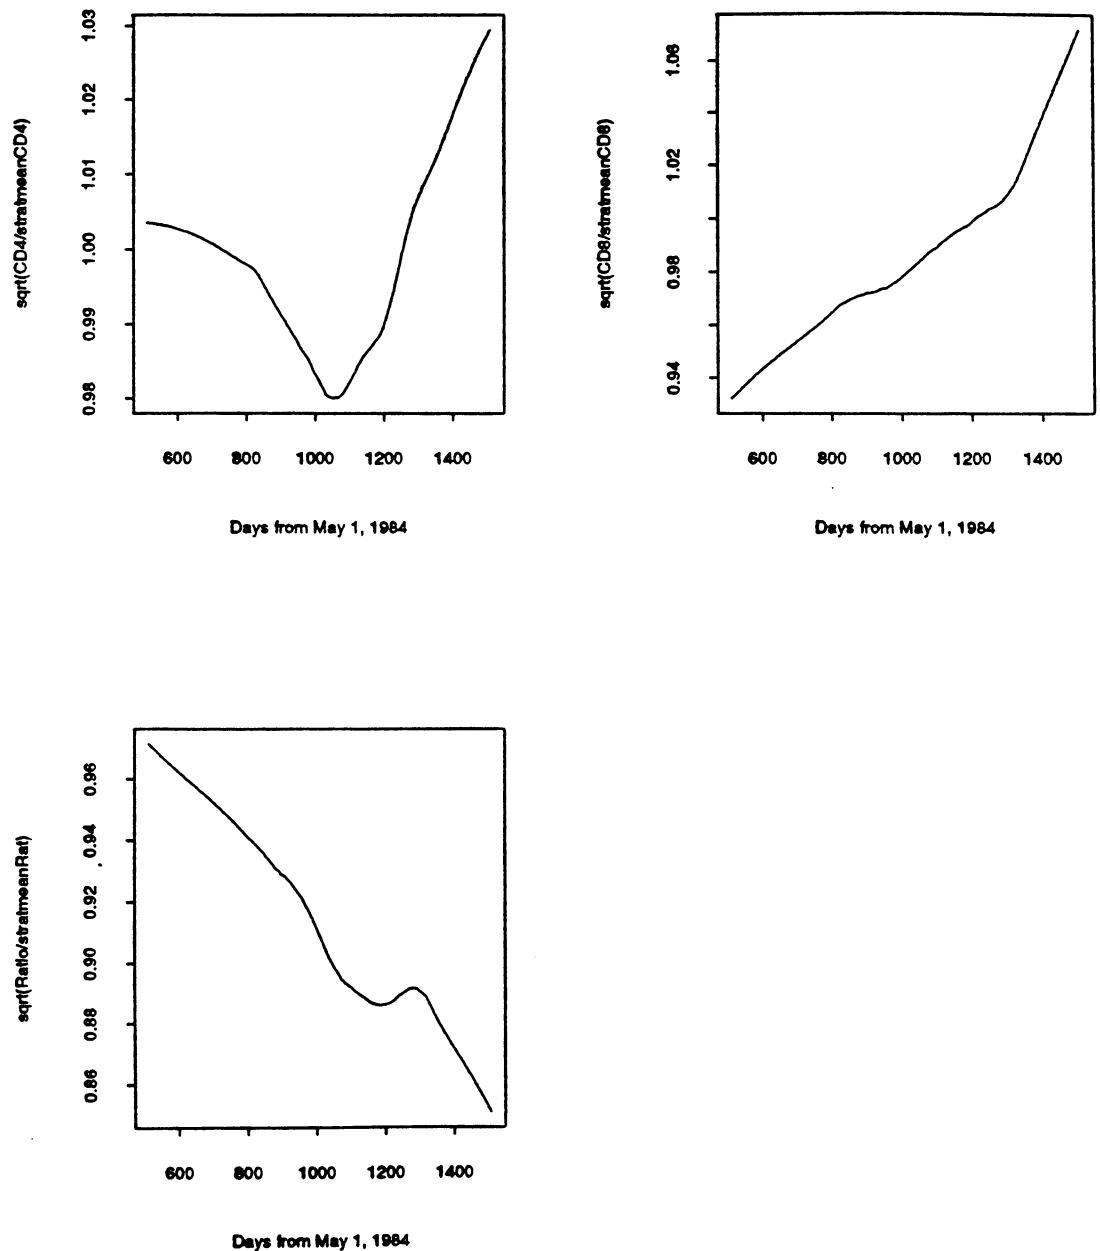 sqrt(CD4/stratmeanCD4)
1.03
1.02
1.01
1.00
0.99
0.98
600 800 1000 1200 1400
Days from May 1, 1984
sqrt(CD8/stratmeanCD8)
1.06
1.02
0.98
0.94
600 800 1000 1200 1400
Days from May 1, 1984
sqrt(Ratio/stratmeanRat)
0.96
0.94
0.92
0.90
0.88
0.86
600 800 1000 1200 1400
Days from May 1, 1984